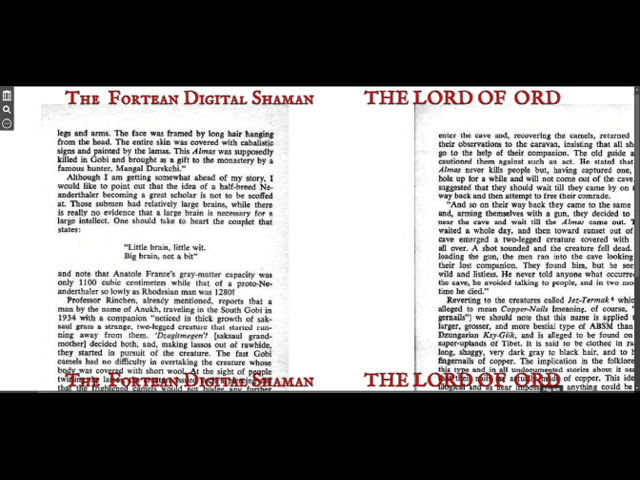 THE FORTEAN DIGITAL SHAMAN
legs and arms. The face was framed by long hair hanging
from the head. The entire skin was covered with cabalistic
signs and painted by the lamas. This Almas was supposedly
killed in Gobi and brought as a gift to the monastery by a
famous hunter, Mangal Durekchi."
Although I am getting somewhat ahead of my story, I
would like to point out that the idea of a half-breed Ne-
anderthaler becoming a great scholar is not to be scoffed
at. Those submen had relatively large brains, while there
is really no evidence that a large brain is necessary for a
large intellect. One should take to heart the couplet that
states:
"Little brain, little wit.
Big brain, not a bit"
and note that Anatole France's gray-matter capacity was
only 1100 cubic centimeters while that of a proto-Ne-
anderthaler so lowly as Rhodesian man was 1280!
Professor Rinchen, already mentioned, reports that a
man by the name of Anukh, traveling in the South Gobi in
1934 with a companion "noticed in thick growth of sak-
saul grass a strange, two-legged creature that started run-
ning away from them. 'Dzagitmegen'! [saksaul grand-
mother] decided both, and, making lassos out of rawhide,
they started in pursuit of the creature. The fast Gobi
camels had no difficulty in overtaking the creature whose
body was covered with short wool. At the sight of people
that the frightened camels would not budge any further
THE FORTEAN DIGITAL SHAMAN
THE LORD OF ORD
enter the cave and, recovering the camels, returned
their observations to the caravan, insisting that all sh
go to the help of their companion. The old guide a
cautioned them against such an act. He stated that
Almas never kills people but, having captured one,
hole up for a while and will not come out of the cave.
suggested that they should wait till they came by on t
way back and then attempt to free their comrade.
"And so on their way back they came to the same
and, arming themselves with a gun, they decided to
near the cave and wait till the Almas came out. T
waited a whole day, and then toward sunset out of
cave emerged a two-legged creature covered with
all over. A shot sounded and the creature fell dead.
loading the gun, the men ran into the cave looking
their lost companion. They found him, but he see
wild and listless. He never told anyone what occurred
the cave, he avoided talking to people, and in two m
time he died."
Reverting to the creatures called Jez-Termak⁴ whic
alleged to mean Copper-Nails [meaning, of course, "
gernails"] we should note that this name is applied t
larger, grosser, and more bestial type of ABSM than
Dzungarian Ksy-Giik, and is alleged to be found on
super-uplands of Tibet. It is said to be clothed in ra
long, shaggy, very dark gray to black hair, and to b
fingernails of copper. The implication in the folklore
this type and in all undocumented stories about it as
of copper. This ide
anything could be
THE LORD OF ORD